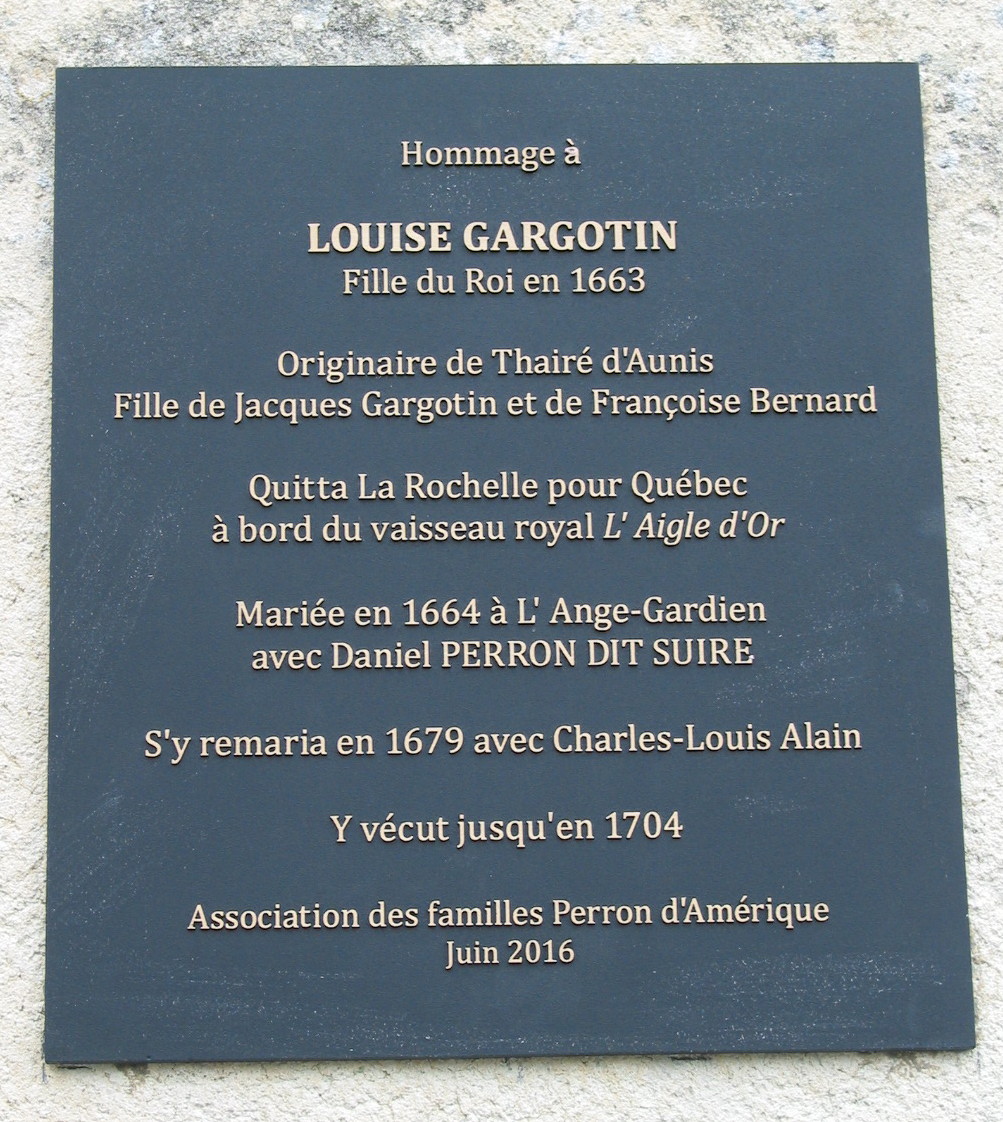 Hommage à
LOUISE GARGOTIN
Fille du Roi en 1663
Originaire de Thairé d'Aunis
Fille de Jacques Gargotin et de Françoise Bernard
Quitta La Rochelle pour Québec
à bord du vaisseau royal L' Aigle d'Or
Mariée en 1664 à L' Ange-Gardien
avec Daniel PERRON DIT SUIRE
S'y remaria en 1679 avec Charles-Louis Alain
Y vécut jusqu'en 1704
Association des familles Perron d'Amérique
Juin 2016